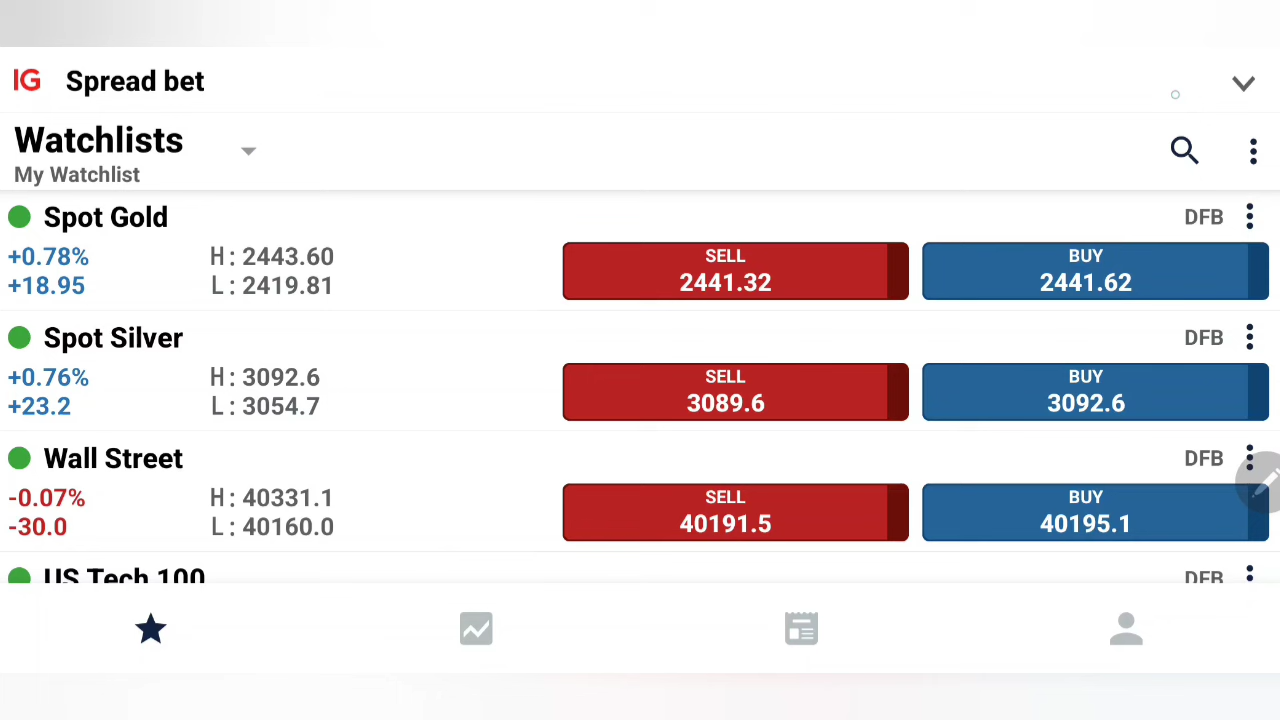 IG Spread bet
Watchlists
My Watchlist
Spot Gold DFB
+0.78% H: 2443.60 SELL BUY
+18.95 L: 2419.81 2441.32 2441.62
Spot Silver DFB
+0.76% H: 3092.6 SELL BUY
+23.2 L: 3054.7 3089.6 3092.6
Wall Street DFB
-0.07% H: 40331.1 SELL BUY
-30.0 L: 40160.0 40191.5 40195.1
US Tech 100 DFB